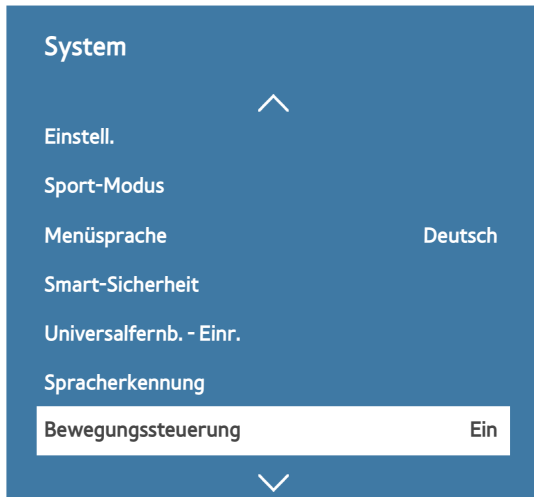 System
Einstell.
Sport-Modus
Menüsprache Deutsch
Smart-Sicherheit
Universalfernb. - Einr.
Spracherkennung
Bewegungssteuerung Ein